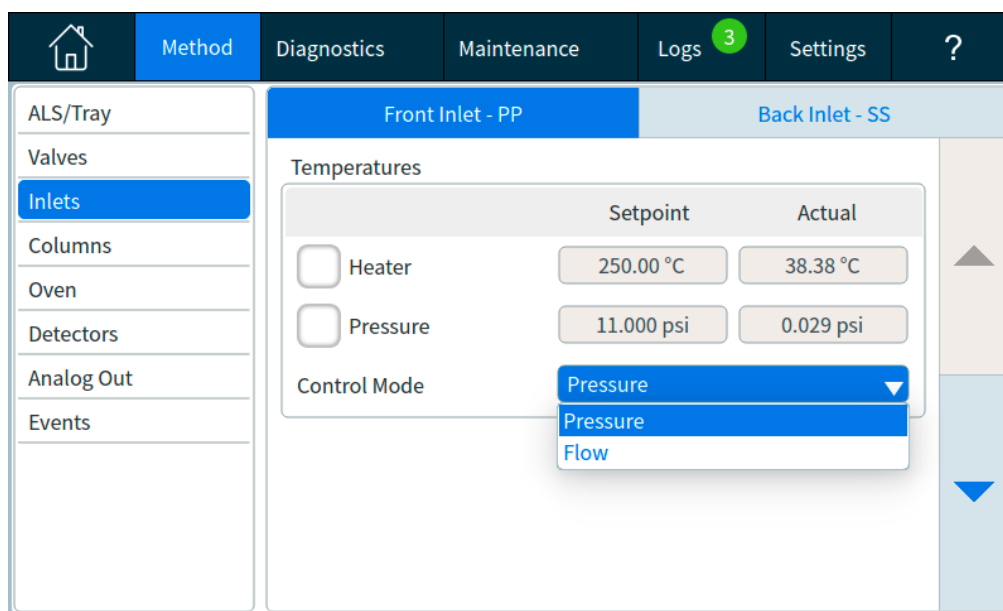 Method Diagnostics Maintenance Logs 3 Settings ?
ALS/Tray
Valves
Inlets
Columns
Oven
Detectors
Analog Out
Events
Front Inlet - PP Back Inlet - SS
Temperatures
Setpoint Actual
Heater 250.00 °C 38.38 °C
Pressure 11.000 psi 0.029 psi
Control Mode Pressure
Pressure
Flow